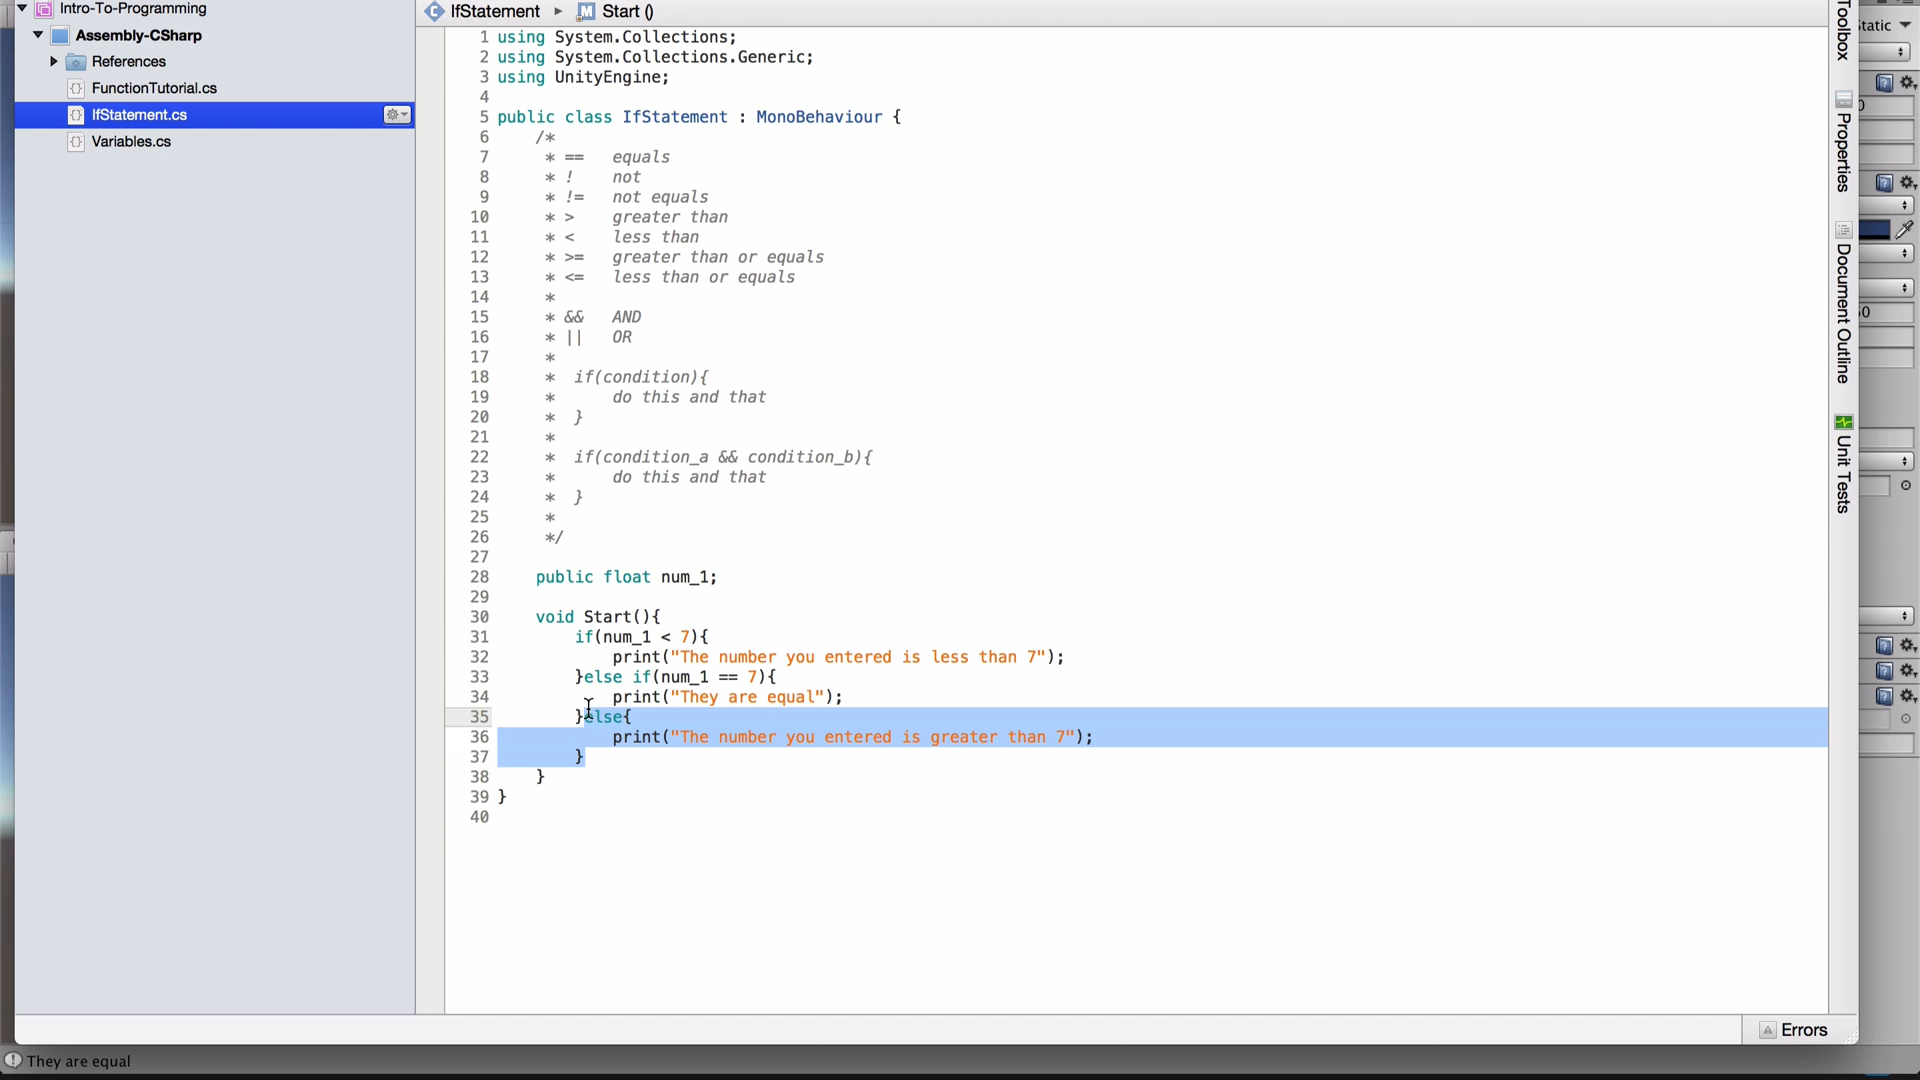 Intro-To-Programming
Assembly-CSharp
References
FunctionTutorial.cs
IfStatement.cs
Variables.cs
IfStatement ▸ Start ()
1 using System.Collections;
2 using System.Collections.Generic;
3 using UnityEngine;
4
5 public class IfStatement : MonoBehaviour {
6 /*
7 * == equals
8 * ! not
9 * != not equals
10 * > greater than
11 * < less than
12 * >= greater than or equals
13 * <= less than or equals
14 *
15 * && AND
16 * || OR
17 *
18 * if(condition){
19 * do this and that
20 * }
21 *
22 * if(condition_a && condition_b){
23 * do this and that
24 * }
25 *
26 */
27
28 public float num_1;
29
30 void Start(){
31 if(num_1 < 7){
32 print("The number you entered is less than 7");
33 }else if(num_1 == 7){
34 print("They are equal");
35 }else{
36 print("The number you entered is greater than 7");
37 }
38 }
39 }
40
Toolbox
Properties
Document Outline
Unit Tests
Errors
They are equal